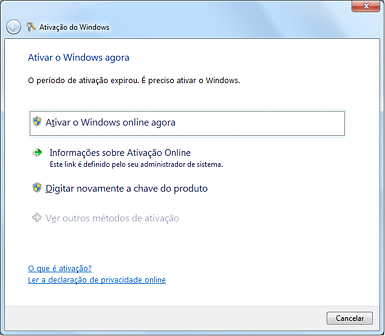 Ativação do Windows
Ativar o Windows agora
O período de ativação expirou. É preciso ativar o Windows.
Ativar o Windows online agora
Informações sobre Ativação Online
Este link é definido pelo seu administrador de sistema.
Digitar novamente a chave do produto
Ver outros métodos de ativação
O que é ativação?
Ler a declaração de privacidade online
Cancelar